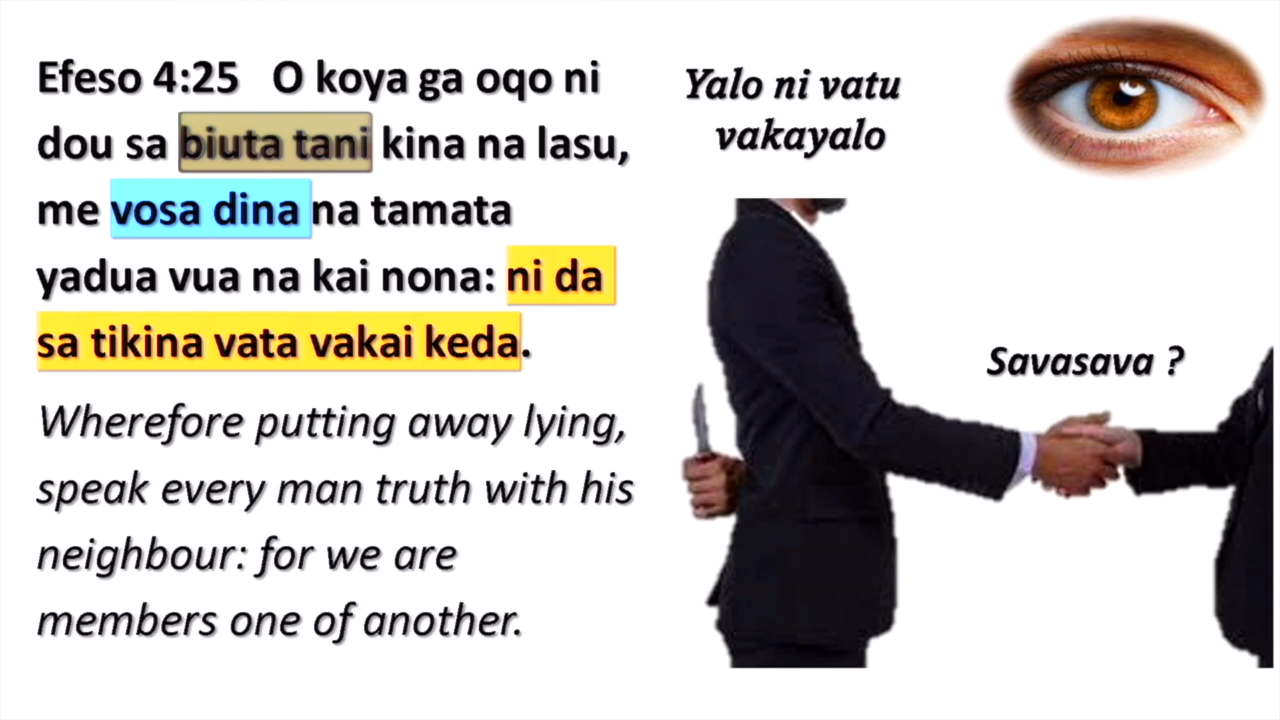 Efeso 4:25 O koya ga oqo ni
dou sa biuta tani kina na lasu,
me vosa dina na tamata
yadua vua na kai nona: ni da
sa tikina vata vakai keda.
Wherefore putting away lying,
speak every man truth with his
neighbour: for we are
members one of another.
Yalo ni vatu
vakayalo
Savasava ?